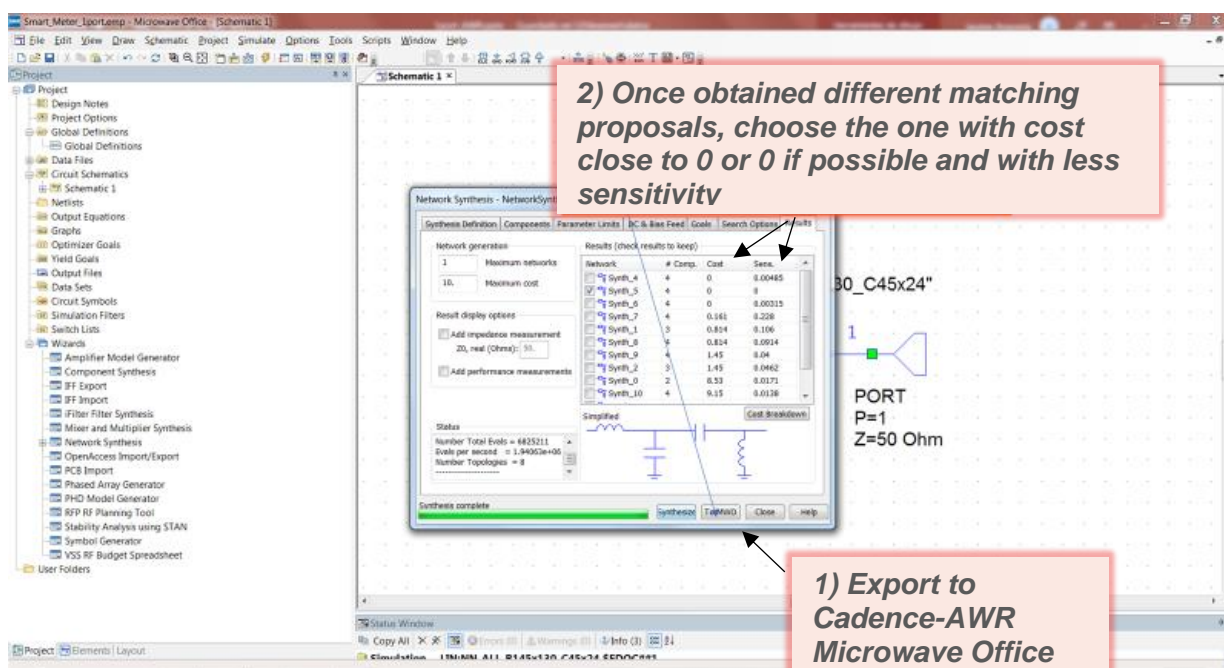 Smart_Meter_1port.emp - Microwave Office - [Schematic 1]
File Edit View Draw Schematic Project Simulate Options Tools Scripts Window Help
Project
Schematic 1 ×
Project
Design Notes
Project Options
Global Definitions
Global Definitions
Data Files
Circuit Schematics
Schematic 1
Netlists
Output Equations
Graphs
Optimizer Goals
Yield Goals
Output Files
Data Sets
Circuit Symbols
Simulation Filters
Switch Lists
Wizards
Amplifier Model Generator
Component Synthesis
IFF Export
IFF Import
iFilter Filter Synthesis
Mixer and Multiplier Synthesis
Network Synthesis
OpenAccess Import/Export
PCB Import
Phased Array Generator
PHD Model Generator
RFP RF Planning Tool
Stability Analysis using STAN
Symbol Generator
VSS RF Budget Spreadsheet
User Folders
Project Elements Layout
2) Once obtained different matching
proposals, choose the one with cost
close to 0 or 0 if possible and with less
sensitivity
Network Synthesis - NetworkSynt
Synthesis Definition Components Parameter Limits DC & Bias Feed Goals Search Options Results
Network generation
1 Maximum networks
10. Maximum cost
Result display options
Add impedance measurement
Z0, real (Ohms): 50.
Add performance measurements
Status
Number Total Evals = 6825211
Evals per second = 1.94063e+06
Number Topologies = 8
Results (check results to keep)
Network # Comp. Cost Sens.
Synth_4 4 0 0.00485
Synth_5 4 0 0
Synth_6 4 0 0.00315
Synth_7 4 0.161 0.228
Synth_1 3 0.814 0.106
Synth_8 4 0.814 0.0914
Synth_9 4 1.45 0.04
Synth_2 3 1.45 0.0462
Synth_0 2 8.53 0.0171
Synth_10 4 9.15 0.0138
Simplified
Cost Breakdown
Synthesis complete
Synthesize To MWO Close Help
30_C45x24"
1
PORT
P=1
Z=50 Ohm
1) Export to
Cadence-AWR
Microwave Office
Status Window
Copy All Errors (0) Warnings Info (3)
Simulation